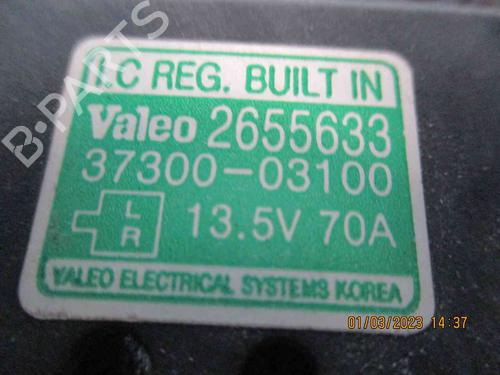 I.C REG. BUILT IN
Valeo 2655633
37300-03100
L
R
13.5V 70A
VALEO ELECTRICAL SYSTEMS KOREA
01/03/2023 14:37
B-PARTS